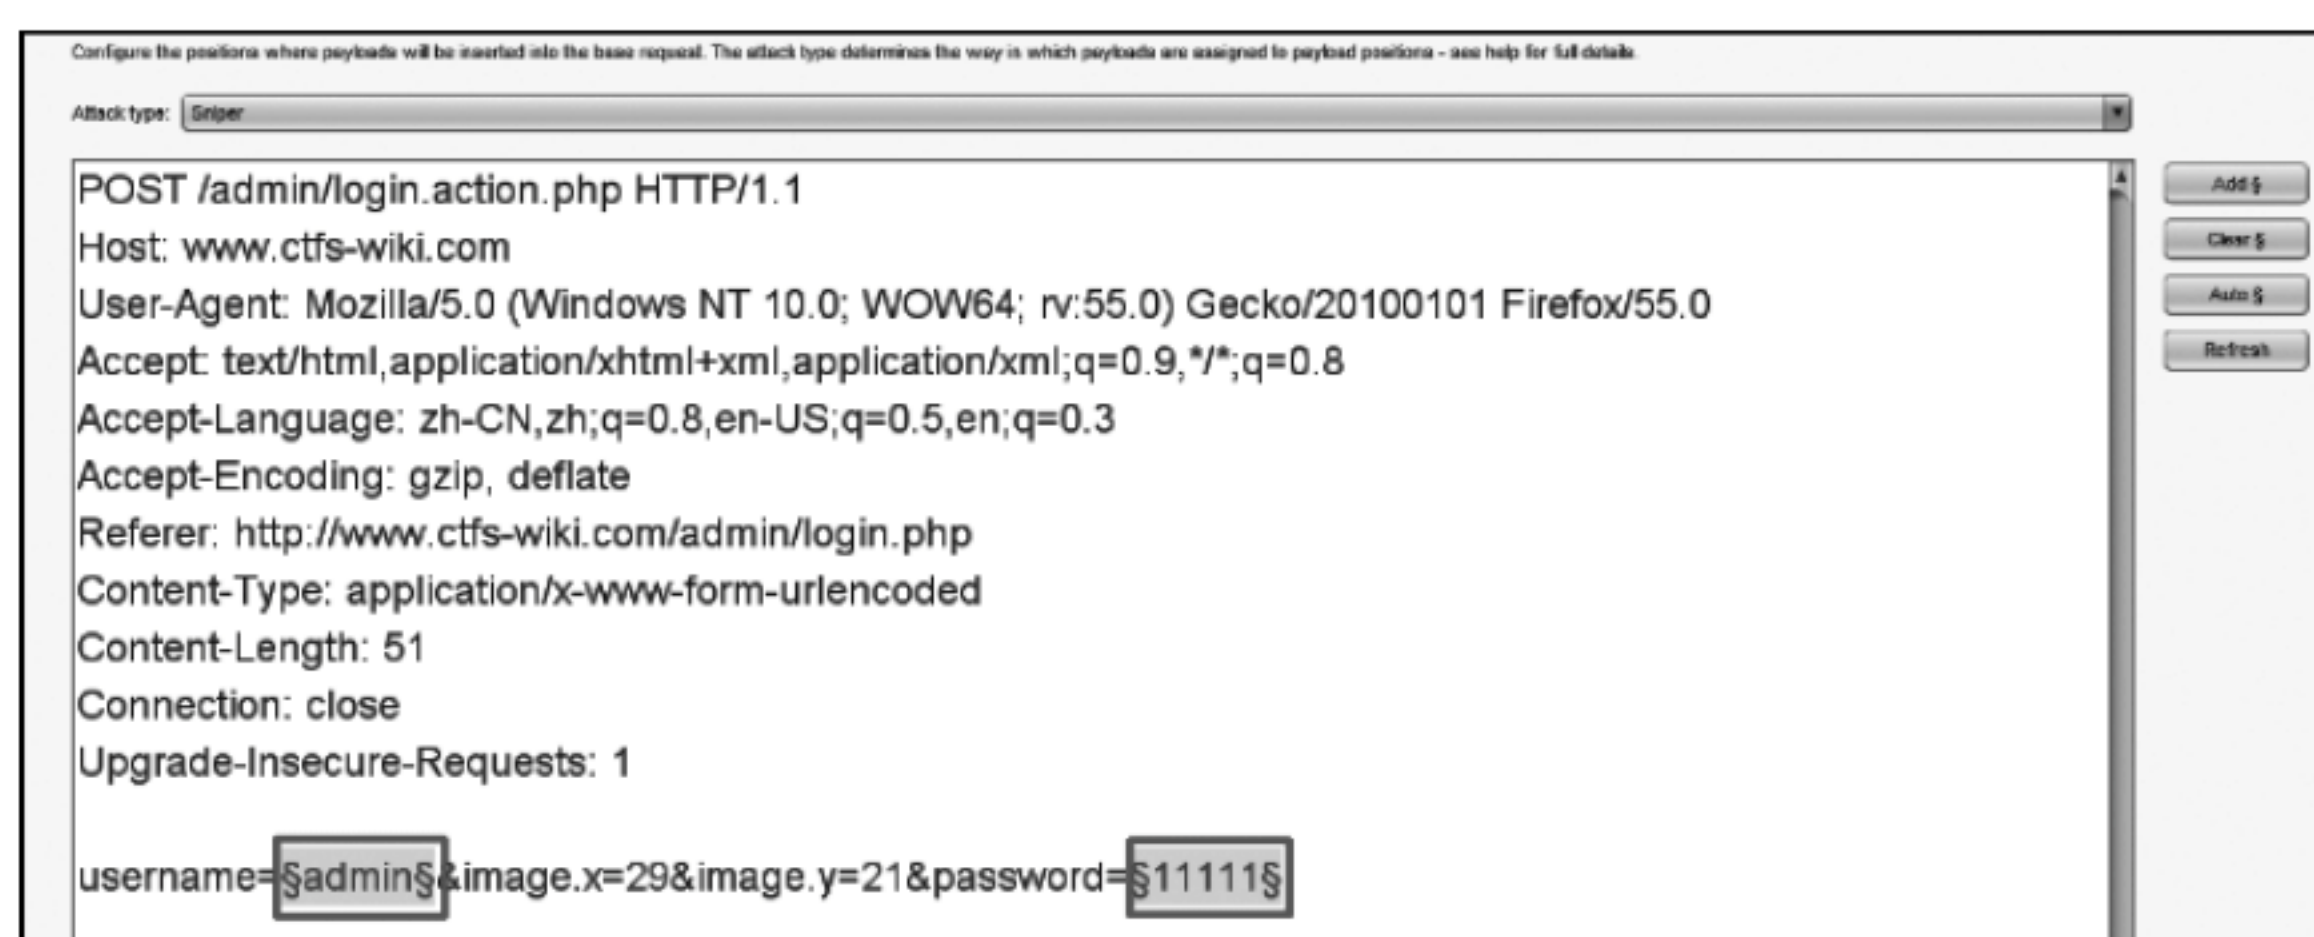 Configure the positions where payloads will be inserted into the base request. The attack type determines the way in which payloads are assigned to payload positions - see help for full details.
Attack type: Sniper
POST /admin/login.action.php HTTP/1.1
Add §
Host: www.ctfs-wiki.com
Clear §
User-Agent: Mozilla/5.0 (Windows NT 10.0; WOW64; rv:55.0) Gecko/20100101 Firefox/55.0
Auto §
Accept: text/html,application/xhtml+xml,application/xml;q=0.9,*/*;q=0.8
Refresh
Accept-Language: zh-CN,zh;q=0.8,en-US;q=0.5,en;q=0.3
Accept-Encoding: gzip, deflate
Referer: http://www.ctfs-wiki.com/admin/login.php
Content-Type: application/x-www-form-urlencoded
Content-Length: 51
Connection: close
Upgrade-Insecure-Requests: 1
username=§admin§&image.x=29&image.y=21&password=§11111§